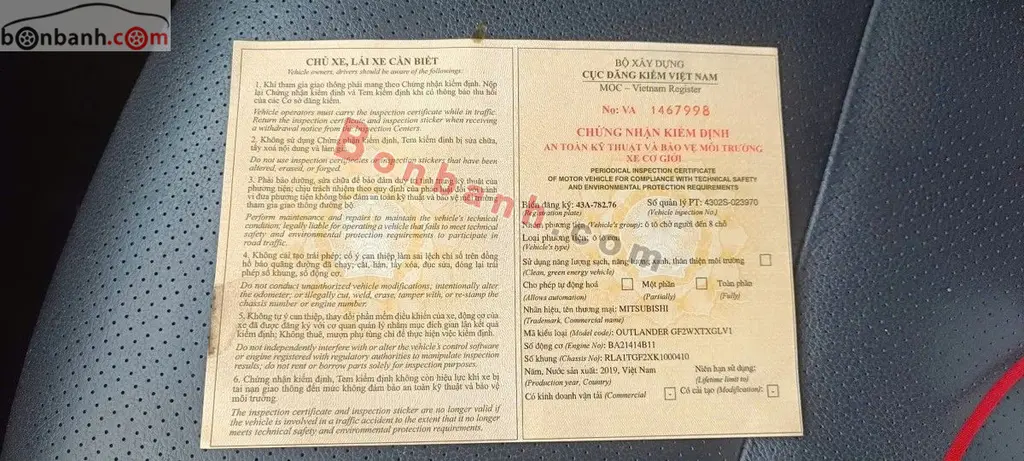 bonbanh.com
CHỦ XE, LÁI XE CẦN BIẾT
Vehicle owners, drivers should be aware of the followings:
1. Khi tham gia giao thông phải mang theo Chứng nhận kiểm định. Nộp
lại Chứng nhận kiểm định và Tem kiểm định khi có thông báo thu hồi
của các Cơ sở đăng kiểm.
Vehicle operators must carry the inspection certificate while in traffic.
Return the inspection certificate and inspection sticker when receiving
a withdrawal notice from Inspection Centers.
2. Không sử dụng Chứng nhận kiểm định, Tem kiểm định bị sửa chữa,
tẩy xoá nội dung và làm
Do not use inspection certificates or inspection stickers that have been
altered, erased, or forged.
3. Phải bảo dưỡng, sửa chữa để bảo đảm duy trì tình trạng kỹ thuật của
phương tiện; chịu trách nhiệm theo quy định của pháp luật đối với hành
vi đưa phương tiện không bảo đảm an toàn kỹ thuật và bảo vệ môi trường
tham gia giao thông đường bộ.
Perform maintenance and repairs to maintain the vehicle's technical
condition; legally liable for operating a vehicle that fails to meet technical
safety and environmental protection requirements to participate in
road traffic.
4. Không cải tạo trái phép; cố ý can thiệp làm sai lệch chỉ số trên đồng
hồ báo quãng đường đã chạy; cắt, hàn, tẩy xóa, đục sửa, đóng lại trái
phép số khung, số động cơ.
Do not conduct unauthorized vehicle modifications, intentionally alter
the odometer; or illegally cut, weld, erase, tamper with, or re-stamp the
chassis number or engine number.
5. Không tự ý can thiệp, thay đổi phần mềm điều khiển của xe, động cơ của
xe đã được đăng ký với cơ quan quản lý nhằm mục đích gian lận kết quả
kiểm định; Không thuê, mượn phụ tùng chỉ để thực hiện việc kiểm định.
Do not independently interfere with or alter the vehicle's control software
or engine registered with regulatory authorities to manipulate inspection
results; do not rent or borrow parts solely for inspection purposes.
6. Chứng nhận kiểm định, Tem kiểm định không còn hiệu lực khi xe bị
tai nạn giao thông đến mức không đảm bảo an toàn kỹ thuật và bảo vệ
môi trường.
The inspection certificate and inspection sticker are no longer valid if
the vehicle is involved in a traffic accident to the extent that it no longer
meets technical safety and environmental protection requirements.
BỘ XÂY DỰNG
CỤC ĐĂNG KIỂM VIỆT NAM
MOC – Vietnam Register
No: VA 1467998
CHỨNG NHẬN KIỂM ĐỊNH
AN TOÀN KỸ THUẬT VÀ BẢO VỆ MÔI TRƯỜNG
XE CƠ GIỚI
PERIODICAL INSPECTION CERTIFICATE
OF MOTOR VEHICLE FOR COMPLIANCE WITH TECHNICAL SAFETY
AND ENVIRONMENTAL PROTECTION REQUIREMENTS
Biển đăng ký: 43A-782.76 Số quản lý PT: 4302S-023970
(Registration plate) (Vehicle inspection No.)
Nhóm phương tiện (Vehicle's group): ô tô chở người đến 8 chỗ
Loại phương tiện: ô tô con
(Vehicle's type)
Sử dụng năng lượng sạch, năng lượng xanh, thân thiện môi trường
(Clean, green energy vehicle)
Cho phép tự động hoá Một phần Toàn phần
(Allows automation) (Partially) (Fully)
Nhãn hiệu, tên thương mại: MITSUBISHI
(Trademark, Commercial name)
Mã kiểu loại (Model code): OUTLANDER GF2WXTXGLV1
Số động cơ (Engine No): BA21414B11
Số khung (Chassis No): RLA1TGF2XK1000410
Năm, Nước sản xuất: 2019, Việt Nam Niên hạn sử dụng:
(Production year, Country) (Lifetime limit to)
Có kinh doanh vận tải (Commercial - Có cải tạo (Modification): -
Bonbanh.com